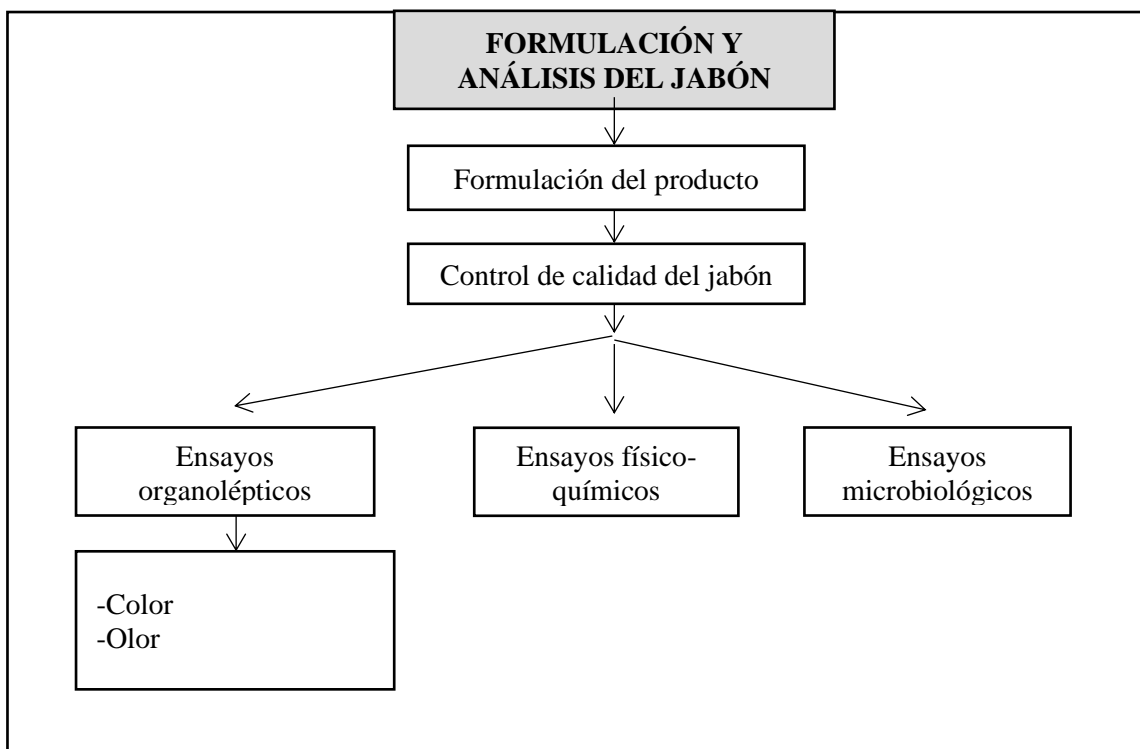 FORMULACIÓN Y
ANÁLISIS DEL JABÓN
Formulación del producto
Control de calidad del jabón
Ensayos
organolépticos
Ensayos físico-
químicos
Ensayos
microbiológicos
-Color
-Olor